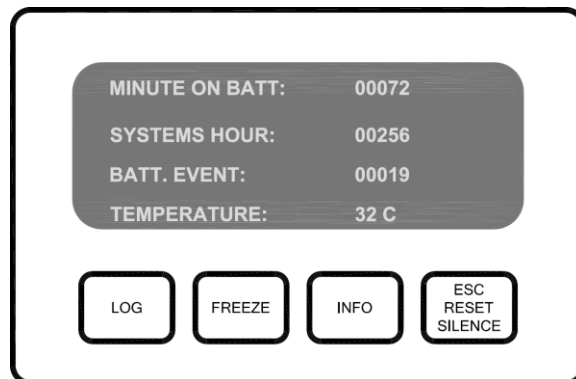 MINUTE ON BATT: 00072
SYSTEMS HOUR: 00256
BATT. EVENT: 00019
TEMPERATURE: 32 C
LOG
FREEZE
INFO
ESC
RESET
SILENCE